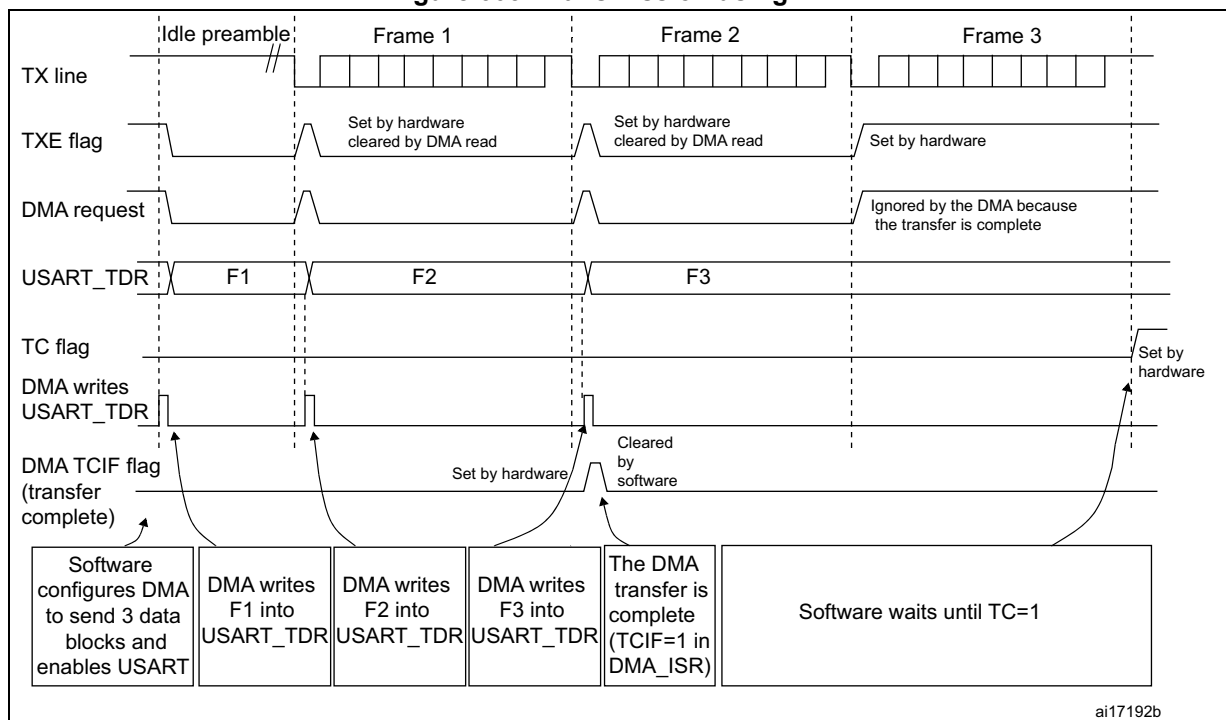 Idle preamble
Frame 1
Frame 2
Frame 3
TX line
TXE flag
Set by hardware
cleared by DMA read
Set by hardware
cleared by DMA read
Set by hardware
DMA request
Ignored by the DMA because
the transfer is complete
USART_TDR
F1
F2
F3
TC flag
Set by
hardware
DMA writes
USART_TDR
DMA TCIF flag
(transfer
complete)
Set by hardware
Cleared
by
software
Software
configures DMA
to send 3 data
blocks and
enables USART
DMA writes
F1 into
USART_TDR
DMA writes
F2 into
USART_TDR
DMA writes
F3 into
USART_TDR
The DMA
transfer is
complete
(TCIF=1 in
DMA_ISR)
Software waits until TC=1
ai17192b